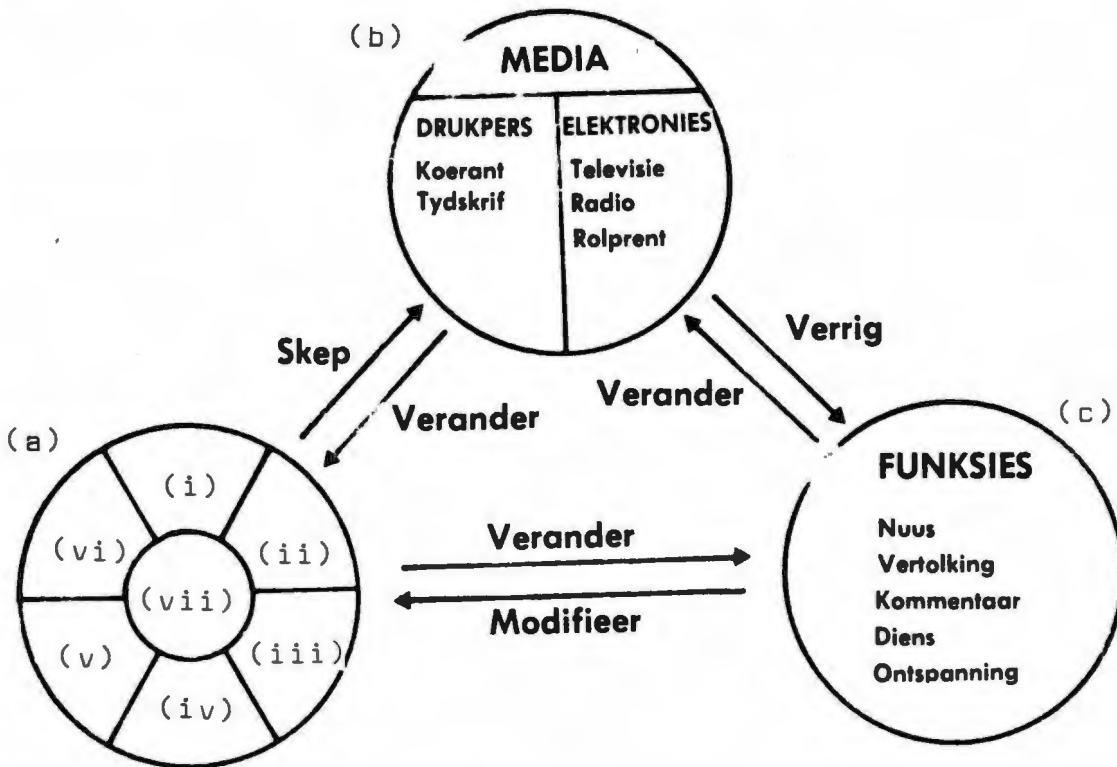 (b)
MEDIA
DRUKPERS
Koerant
Tydskrif
ELEKTRONIES
Televisie
Radio
Rolprent
Skep
Verander
Verrig
Verander
(a)
(i)
(ii)
(iii)
(iv)
(v)
(vi)
(vii)
Verander
Modifieer
(c)
FUNKSIES
Nuus
Vertolking
Kommentaar
Diens
Ontspanning